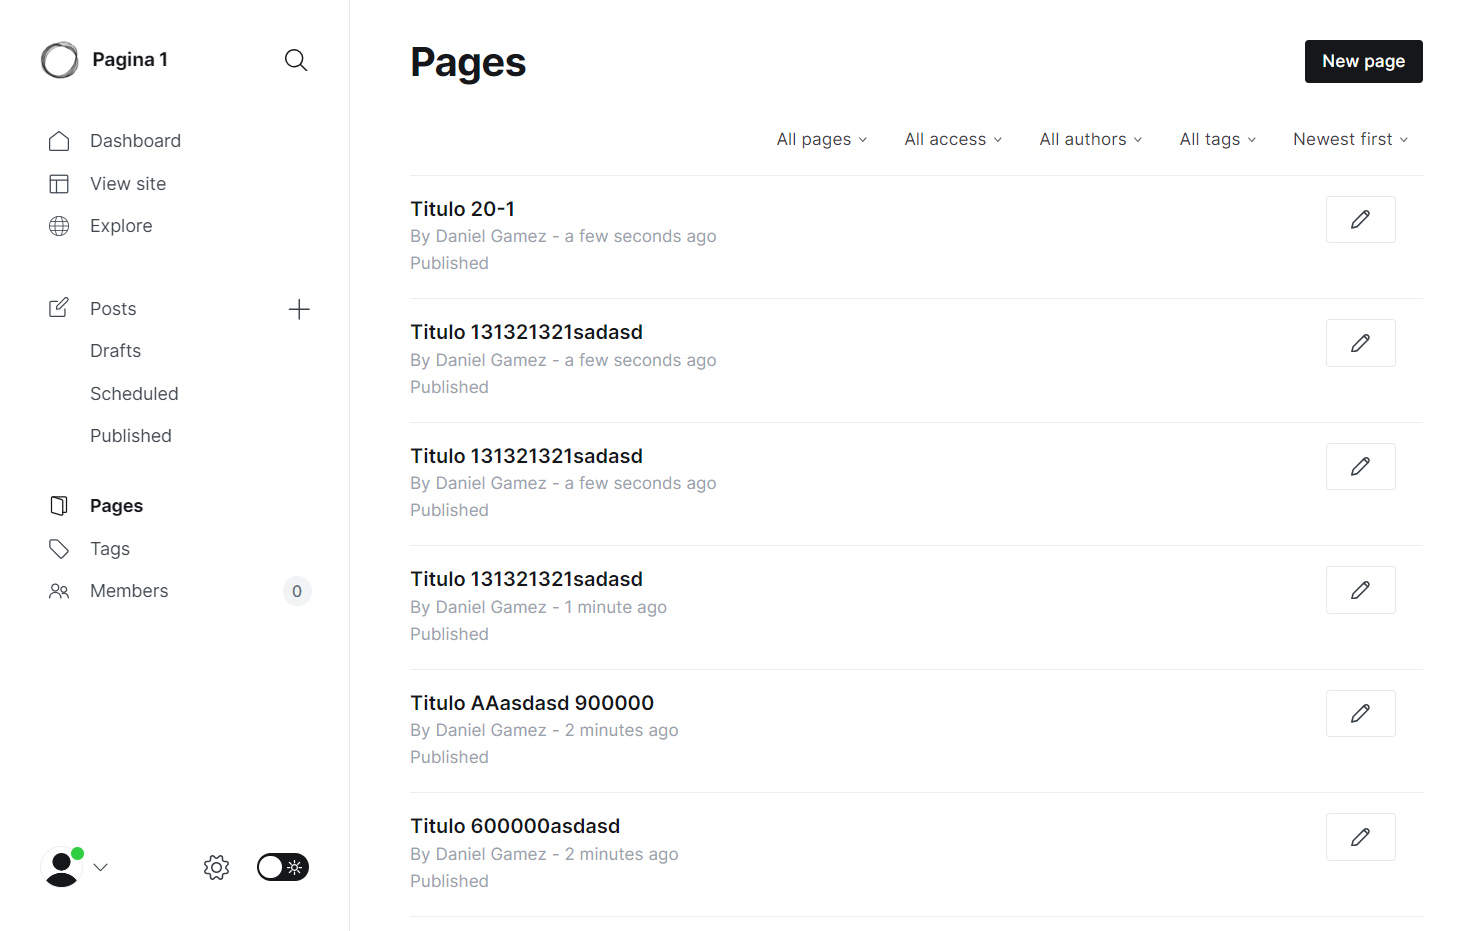 Pagina 1
Dashboard
View site
Explore
Posts
Drafts
Scheduled
Published
Pages
Tags
Members
0
Pages
New page
All pages
All access
All authors
All tags
Newest first
Titulo 20-1
By Daniel Gamez - a few seconds ago
Published
Titulo 131321321sadasd
By Daniel Gamez - a few seconds ago
Published
Titulo 131321321sadasd
By Daniel Gamez - a few seconds ago
Published
Titulo 131321321sadasd
By Daniel Gamez - 1 minute ago
Published
Titulo AAasdasd 900000
By Daniel Gamez - 2 minutes ago
Published
Titulo 600000asdasd
By Daniel Gamez - 2 minutes ago
Published